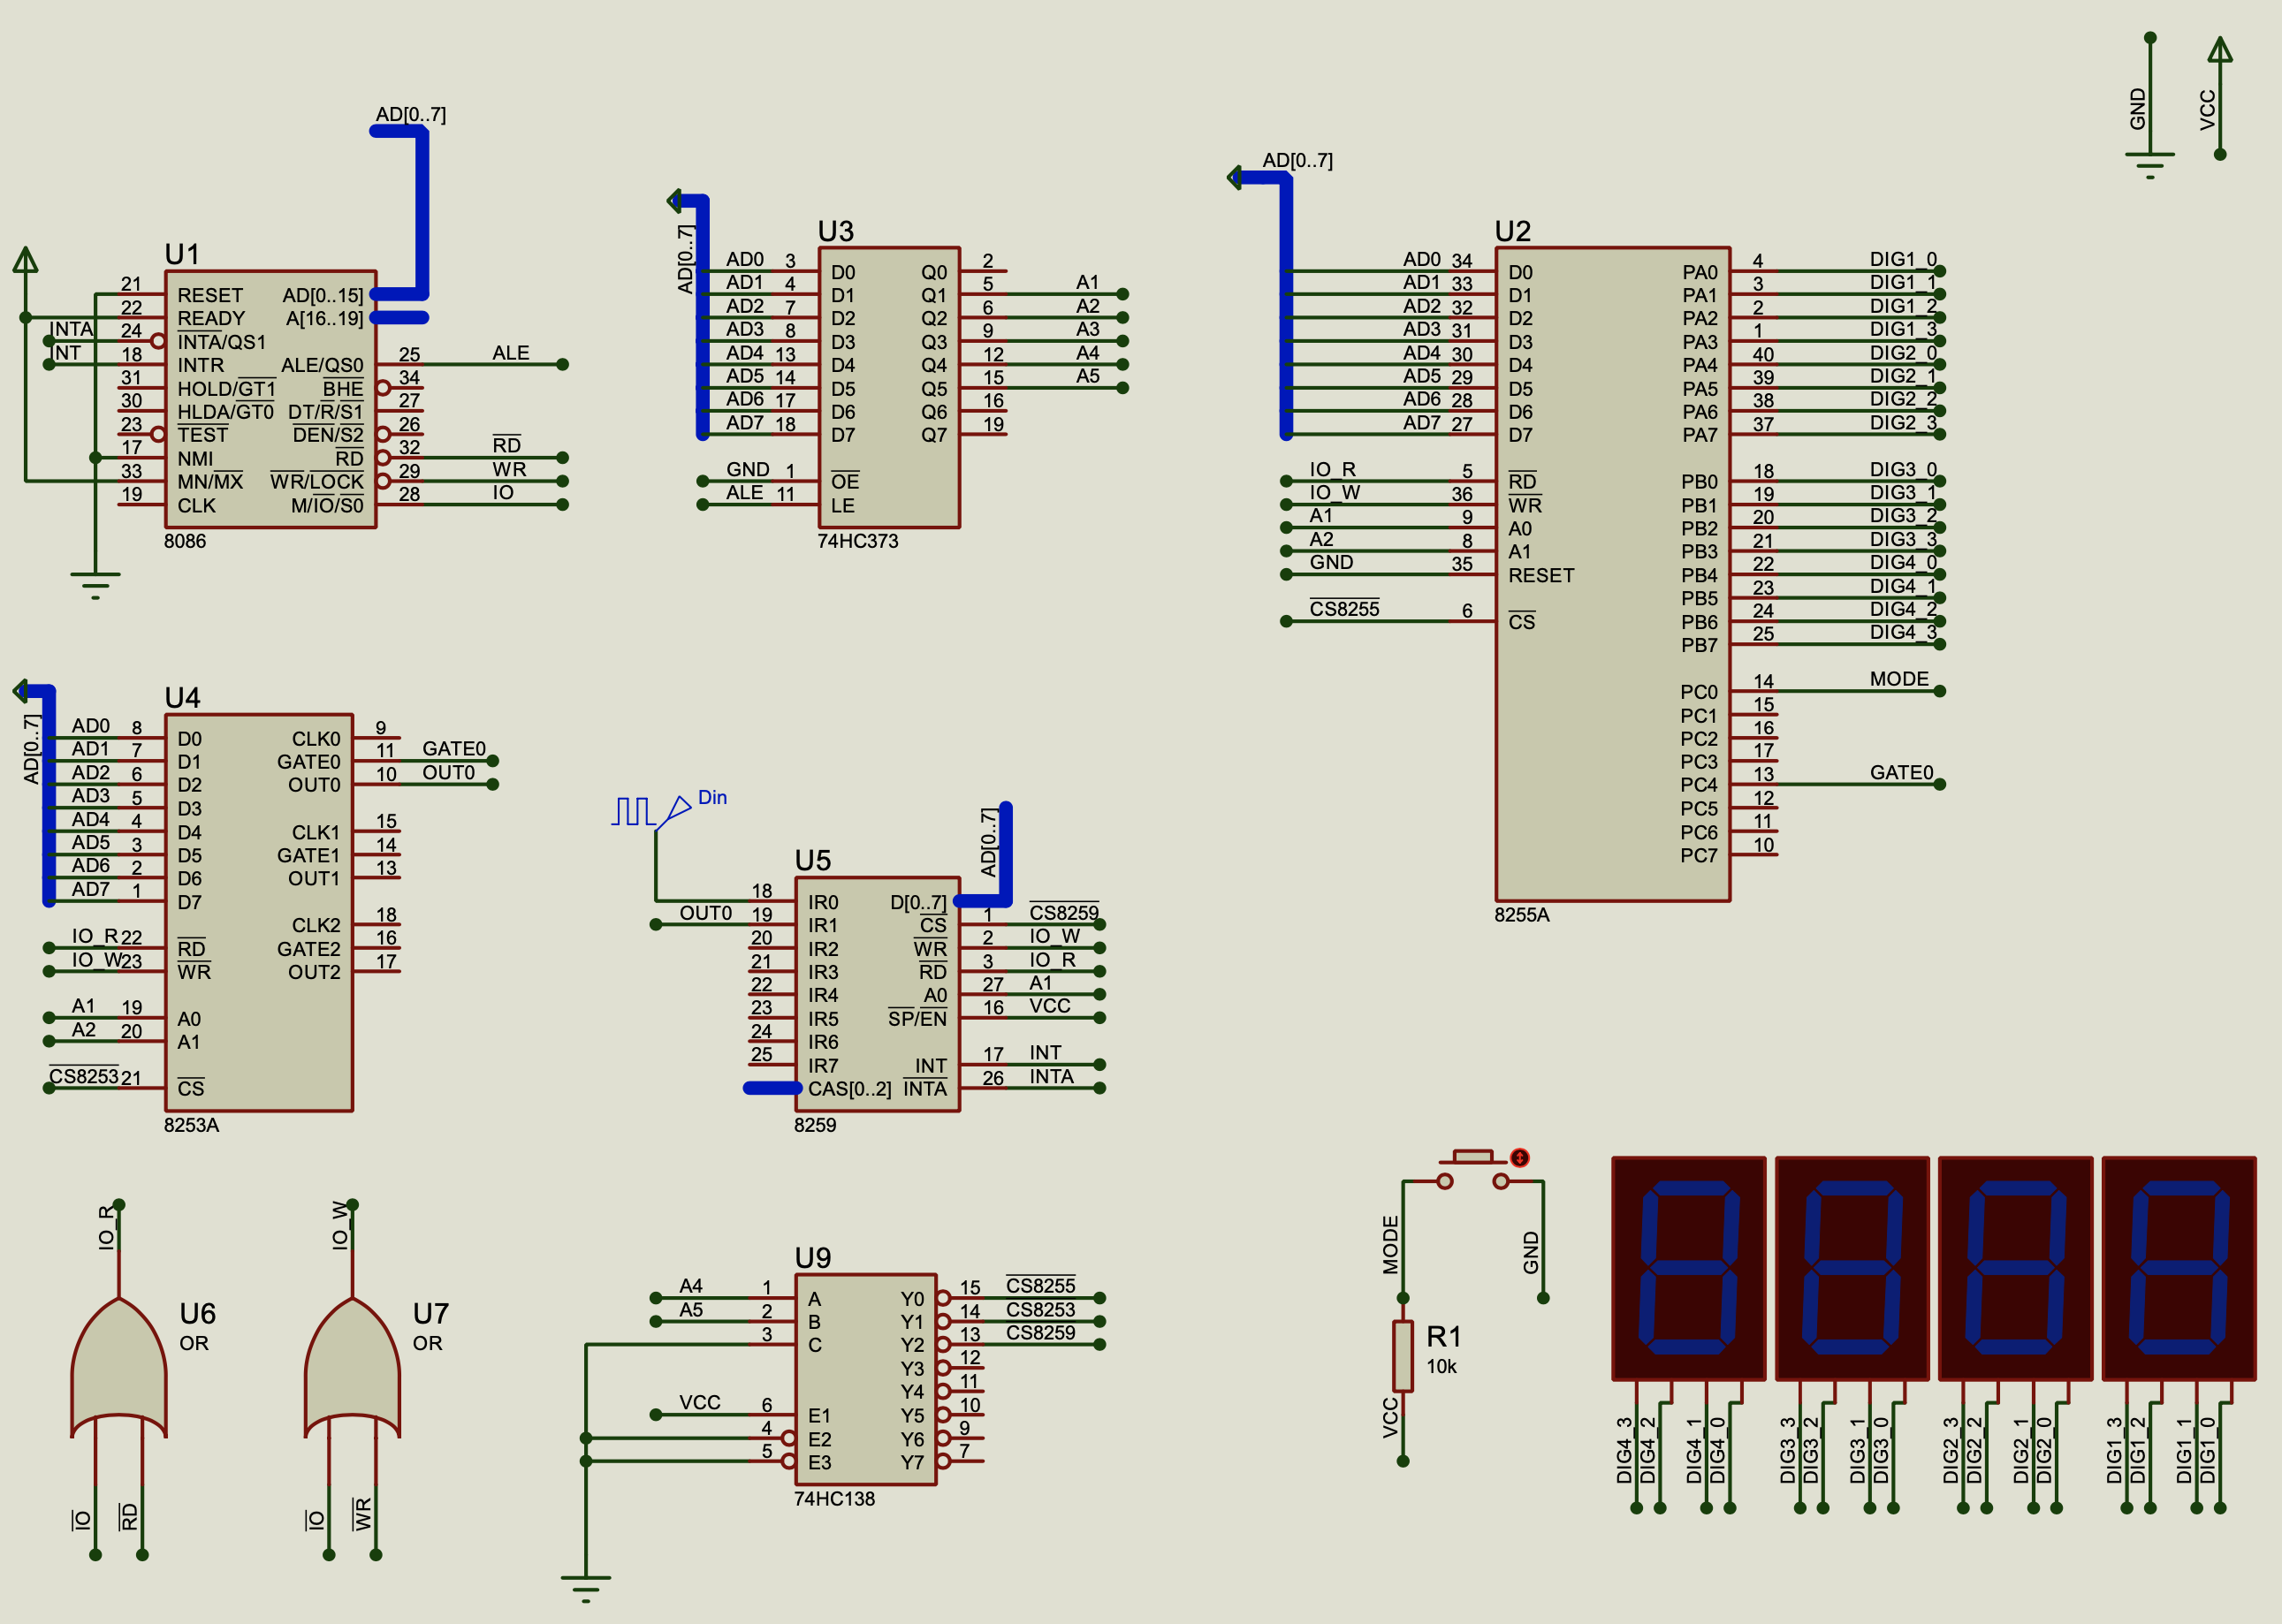 GND
VCC
AD[0..7]
U1
21 RESET AD[0..15]
22 READY A[16..19]
INTA 24 INTA/QS1
INT 18 INTR ALE/QS0 25 ALE
31 HOLD/GT1 BHE 34
30 HLDA/GT0 DT/R/S1 27
23 TEST DEN/S2 26
17 NMI RD 32 RD
33 MN/MX WR/LOCK 29 WR
19 CLK M/IO/S0 28 IO
8086
AD[0..7]
U3
AD0 3 D0 Q0 2
AD1 4 D1 Q1 5 A1
AD2 7 D2 Q2 6 A2
AD3 8 D3 Q3 9 A3
AD4 13 D4 Q4 12 A4
AD5 14 D5 Q5 15 A5
AD6 17 D6 Q6 16
AD7 18 D7 Q7 19
GND 1 OE
ALE 11 LE
74HC373
AD[0..7]
U2
AD0 34 D0 PA0 4 DIG1_0
AD1 33 D1 PA1 3 DIG1_1
AD2 32 D2 PA2 2 DIG1_2
AD3 31 D3 PA3 1 DIG1_3
AD4 30 D4 PA4 40 DIG2_0
AD5 29 D5 PA5 39 DIG2_1
AD6 28 D6 PA6 38 DIG2_2
AD7 27 D7 PA7 37 DIG2_3
IO_R 5 RD PB0 18 DIG3_0
IO_W 36 WR PB1 19 DIG3_1
A1 9 A0 PB2 20 DIG3_2
A2 8 A1 PB3 21 DIG3_3
GND 35 RESET PB4 22 DIG4_0
PB5 23 DIG4_1
CS8255 6 CS PB6 24 DIG4_2
PB7 25 DIG4_3
PC0 14 MODE
PC1 15
PC2 16
PC3 17
PC4 13 GATE0
PC5 12
PC6 11
PC7 10
8255A
AD[0..7]
U4
AD0 8 D0 CLK0 9
AD1 7 D1 GATE0 11 GATE0
AD2 6 D2 OUT0 10 OUT0
AD3 5 D3
AD4 4 D4 CLK1 15
AD5 3 D5 GATE1 14
AD6 2 D6 OUT1 13
AD7 1 D7
CLK2 18
IO_R 22 RD GATE2 16
IO_W 23 WR OUT2 17
A1 19 A0
A2 20 A1
CS8253 21 CS
8253A
Din
AD[0..7]
U5
18 IR0 D[0..7]
OUT0 19 IR1 CS 1 CS8259
20 IR2 WR 2 IO_W
21 IR3 RD 3 IO_R
22 IR4 A0 27 A1
23 IR5 SP/EN 16 VCC
24 IR6
25 IR7 INT 17 INT
CAS[0..2] INTA 26 INTA
8259
IO_R
U6
OR
IO
RD
IO_W
U7
OR
IO
WR
U9
A4 1 A Y0 15 CS8255
A5 2 B Y1 14 CS8253
3 C Y2 13 CS8259
Y3 12
Y4 11
VCC 6 E1 Y5 10
4 E2 Y6 9
5 E3 Y7 7
74HC138
MODE
GND
R1
10k
VCC
DIG4_3
DIG4_2
DIG4_1
DIG4_0
DIG3_3
DIG3_2
DIG3_1
DIG3_0
DIG2_3
DIG2_2
DIG2_1
DIG2_0
DIG1_3
DIG1_2
DIG1_1
DIG1_0